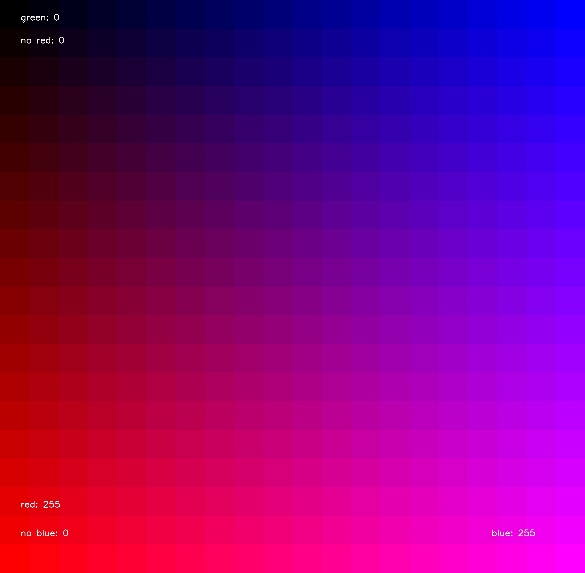 green: 0
no red: 0
red: 255
no blue: 0
blue: 255